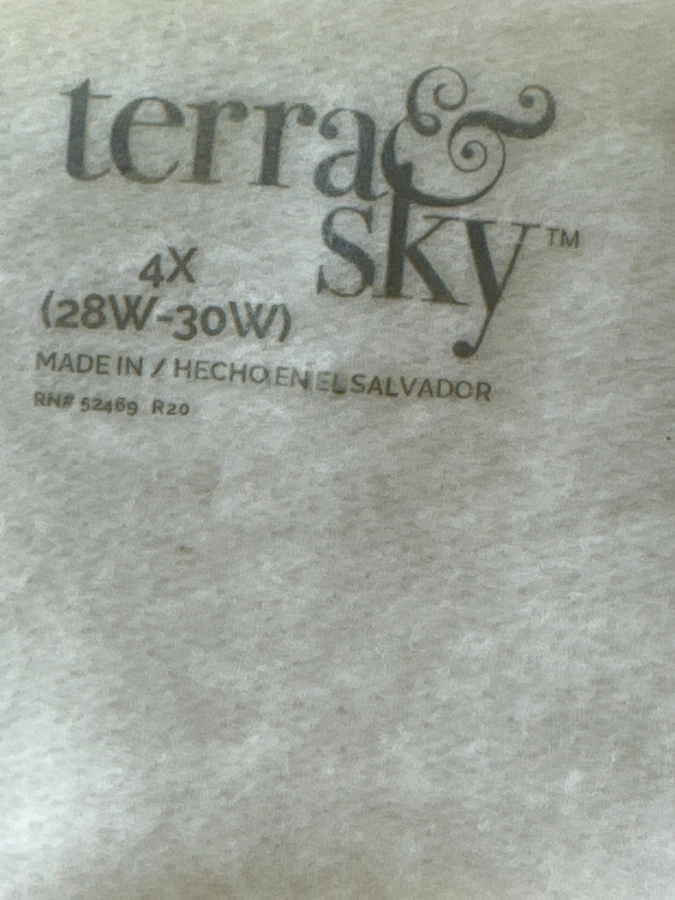 terra &
sky™
4X
(28W-30W)
MADE IN / HECHO EN EL SALVADOR
RN# 52469 R20